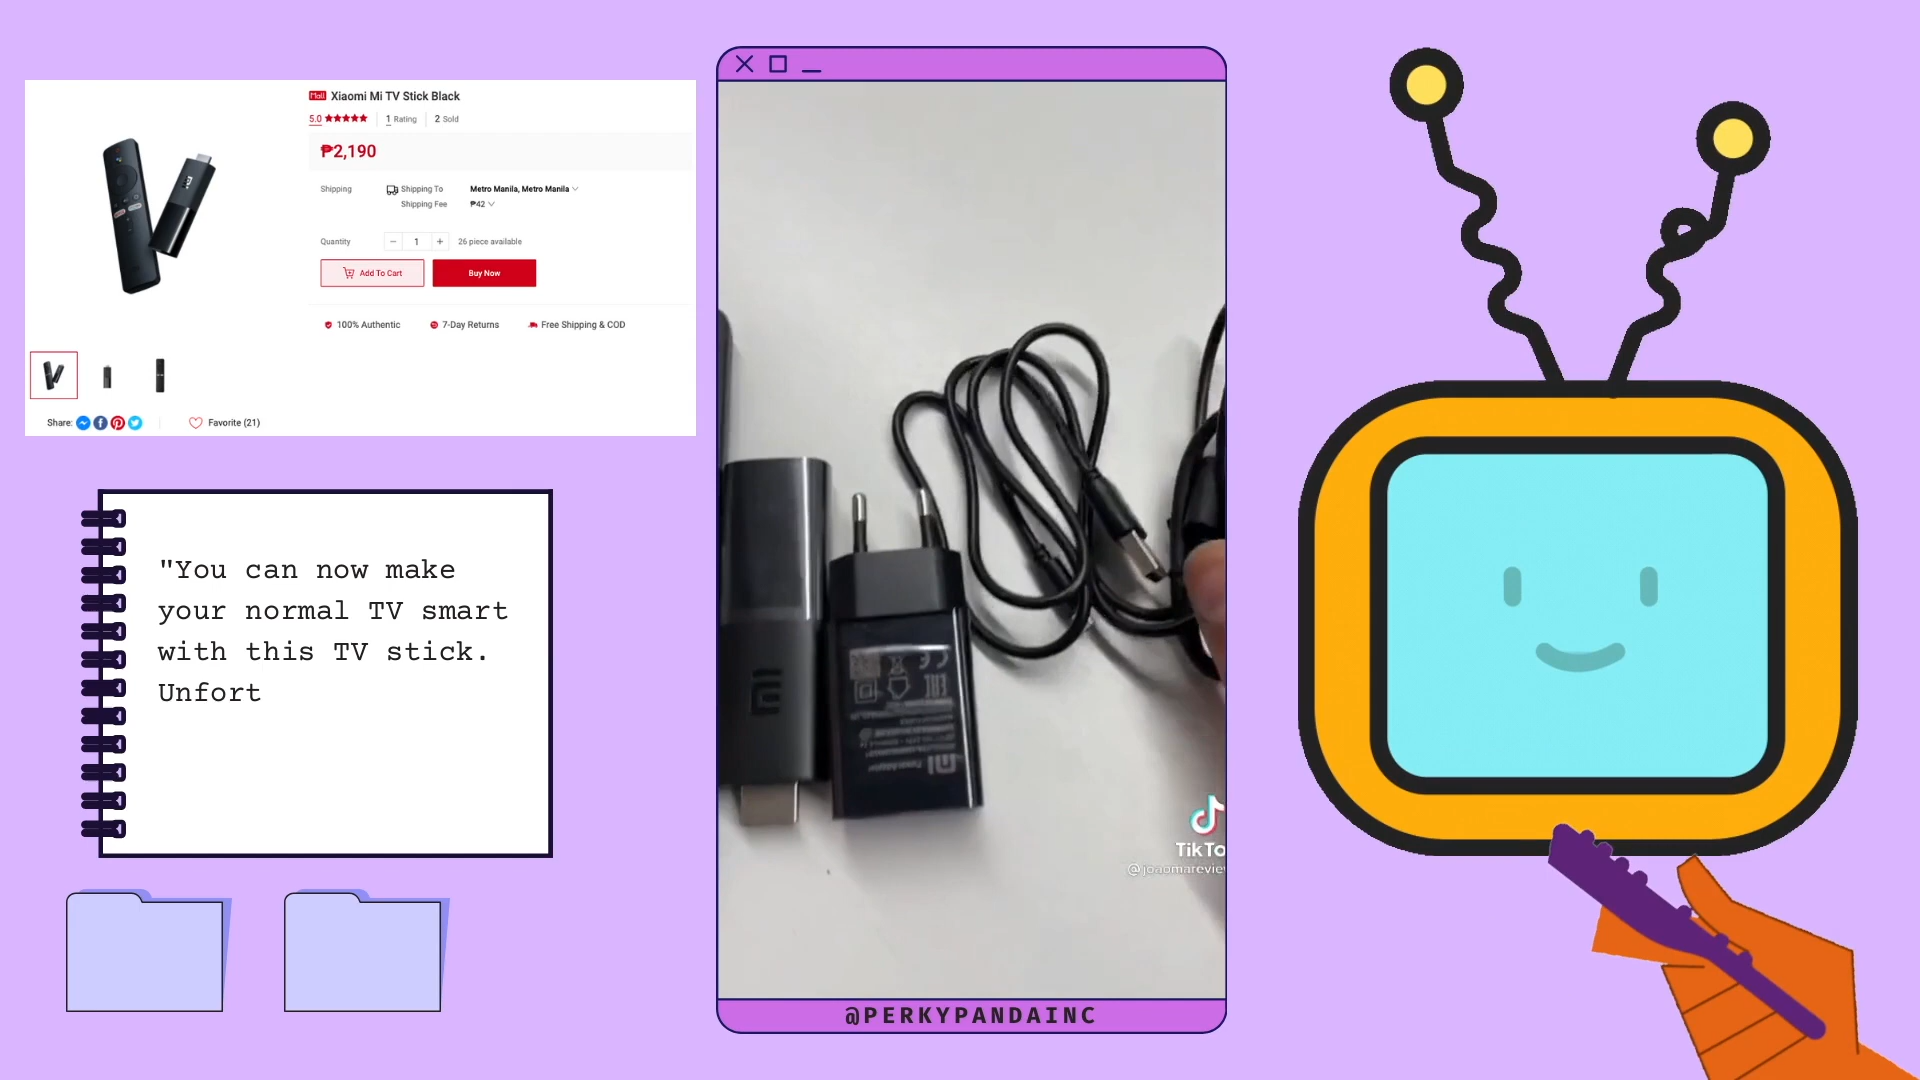 Mall Xiaomi Mi TV Stick Black
5.0 1 Rating 2 Sold
₱2,190
Shipping Shipping To Metro Manila, Metro Manila
Shipping Fee ₱42
Quantity − 1 + 26 piece available
Add To Cart Buy Now
100% Authentic 7-Day Returns Free Shipping & COD
Share: Favorite (21)
"You can now make
your normal TV smart
with this TV stick.
Unfort
TikTo
@joaomarevie
@PERKYPANDAINC